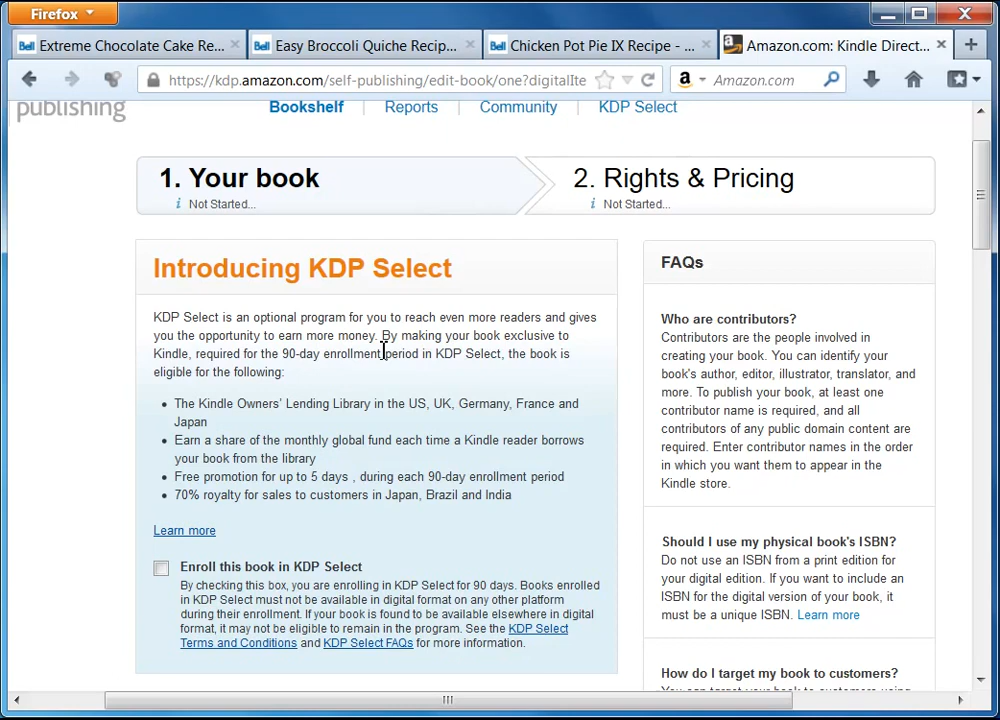 Firefox
Extreme Chocolate Cake Re...
Easy Broccoli Quiche Recip...
Chicken Pot Pie IX Recipe - ...
Amazon.com: Kindle Direct...
https://kdp.amazon.com/self-publishing/edit-book/one?digitalIte
Amazon.com
publishing
Bookshelf
Reports
Community
KDP Select
1. Your book
Not Started...
2. Rights & Pricing
Not Started...
Introducing KDP Select
KDP Select is an optional program for you to reach even more readers and gives
you the opportunity to earn more money. By making your book exclusive to
Kindle, required for the 90-day enrollment period in KDP Select, the book is
eligible for the following:
The Kindle Owners' Lending Library in the US, UK, Germany, France and
Japan
Earn a share of the monthly global fund each time a Kindle reader borrows
your book from the library
Free promotion for up to 5 days , during each 90-day enrollment period
70% royalty for sales to customers in Japan, Brazil and India
Learn more
Enroll this book in KDP Select
By checking this box, you are enrolling in KDP Select for 90 days. Books enrolled
in KDP Select must not be available in digital format on any other platform
during their enrollment. If your book is found to be available elsewhere in digital
format, it may not be eligible to remain in the program. See the KDP Select
Terms and Conditions and KDP Select FAQs for more information.
FAQs
Who are contributors?
Contributors are the people involved in
creating your book. You can identify your
book's author, editor, illustrator, translator, and
more. To publish your book, at least one
contributor name is required, and all
contributors of any public domain content are
required. Enter contributor names in the order
in which you want them to appear in the
Kindle store.
Should I use my physical book's ISBN?
Do not use an ISBN from a print edition for
your digital edition. If you want to include an
ISBN for the digital version of your book, it
must be a unique ISBN. Learn more
How do I target my book to customers?